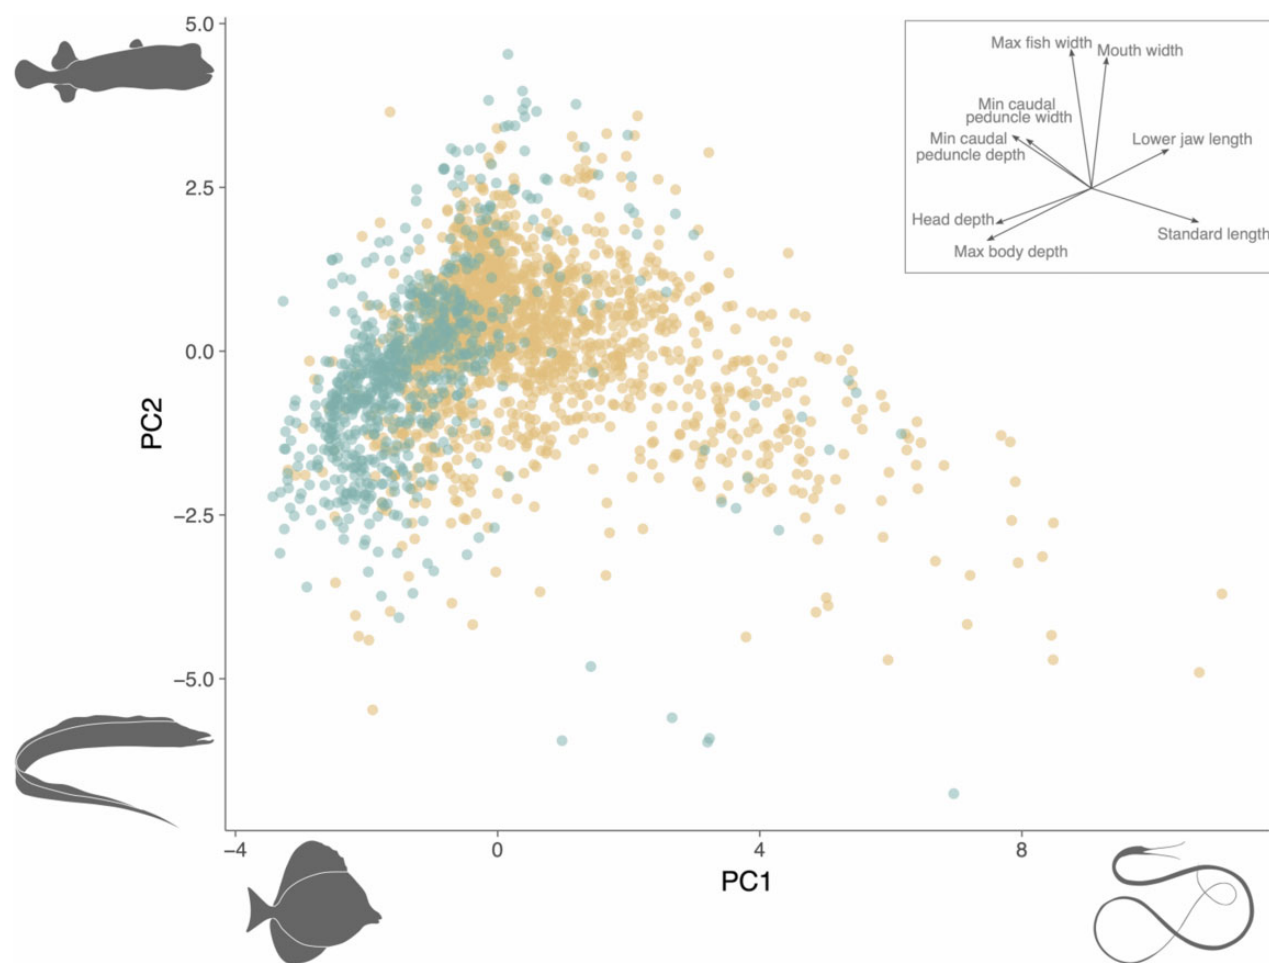 5.0
2.5
0.0
−2.5
−5.0
PC2
−4
0
4
8
PC1
Max fish width
Mouth width
Min caudal
peduncle width
Min caudal
peduncle depth
Lower jaw length
Head depth
Max body depth
Standard length